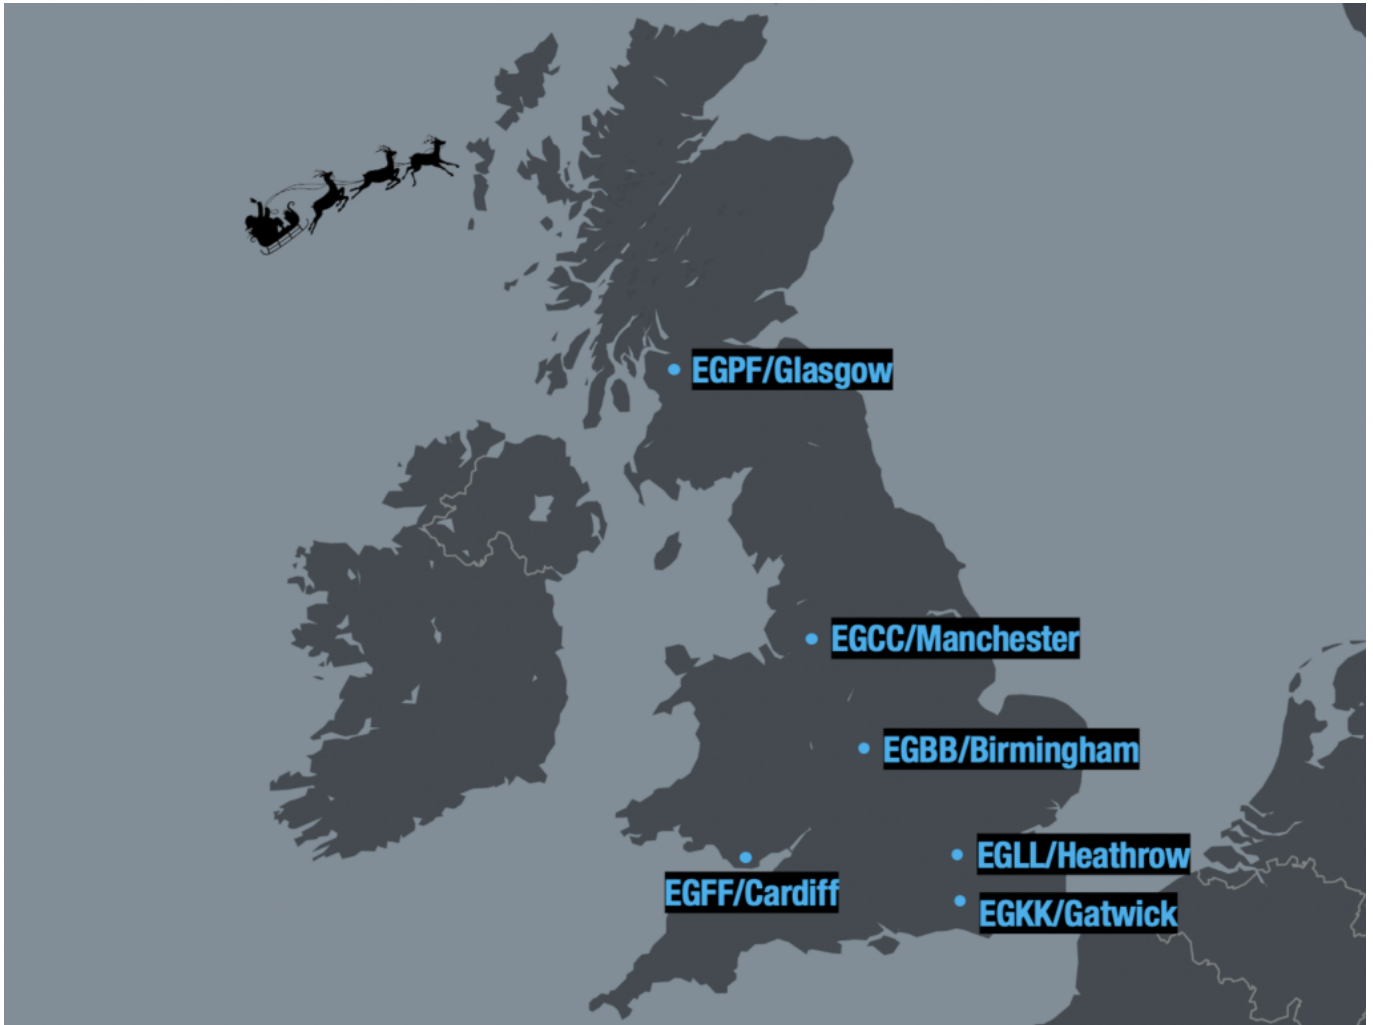 EGPF/Glasgow
EGCC/Manchester
EGBB/Birmingham
EGLL/Heathrow
EGFF/Cardiff
EGKK/Gatwick